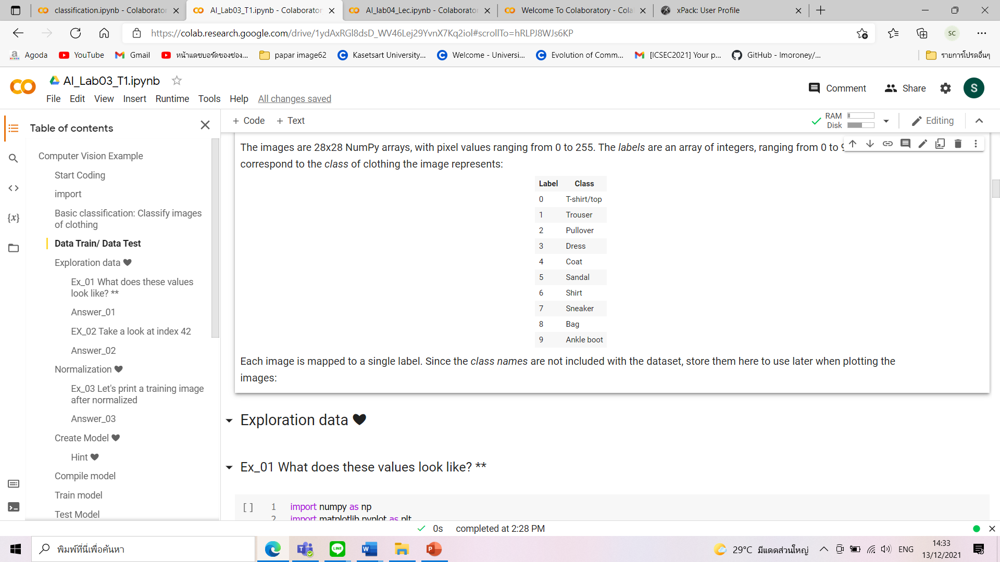 classification.ipynb - Colaborator
AI_Lab03_T1.ipynb - Colaborator
AI_lab04_Lec.ipynb - Colaborator
Welcome To Colaboratory - Cola
xPack: User Profile
https://colab.research.google.com/drive/1ydAxRGl8dsD_WV46Lej29YvnX7Kq2iol#scrollTo=hRLPJ8WJs6KP
SC
Agoda
YouTube
Gmail
หน้าแดชบอร์ดของช่อง...
papar image62
Kasetsart University...
Welcome - Universi...
Evolution of Comm...
[ICSEC2021] Your p...
GitHub - lmoroney/...
รายการโปรดอื่นๆ
AI_Lab03_T1.ipynb
File Edit View Insert Runtime Tools Help All changes saved
Comment
Share
S
Table of contents
+ Code + Text
RAM
Disk
Editing
Computer Vision Example
Start Coding
import
Basic classification: Classify images
of clothing
Data Train/ Data Test
Exploration data 🖤
Ex_01 What does these values
look like? **
Answer_01
EX_02 Take a look at index 42
Answer_02
Normalization 🖤
Ex_03 Let's print a training image
after normalized
Answer_03
Create Model 🖤
Hint 🖤
Compile model
Train model
Test Model
The images are 28x28 NumPy arrays, with pixel values ranging from 0 to 255. The labels are an array of integers, ranging from 0 to 9
correspond to the class of clothing the image represents:
Label Class
0 T-shirt/top
1 Trouser
2 Pullover
3 Dress
4 Coat
5 Sandal
6 Shirt
7 Sneaker
8 Bag
9 Ankle boot
Each image is mapped to a single label. Since the class names are not included with the dataset, store them here to use later when plotting the
images:
Exploration data 🖤
Ex_01 What does these values look like? **
[ ] 1 import numpy as np
2 import matplotlib.pyplot as plt
0s completed at 2:28 PM
พิมพ์ที่นี่เพื่อค้นหา
29°C มีแดดส่วนใหญ่
ENG
14:33
13/12/2021